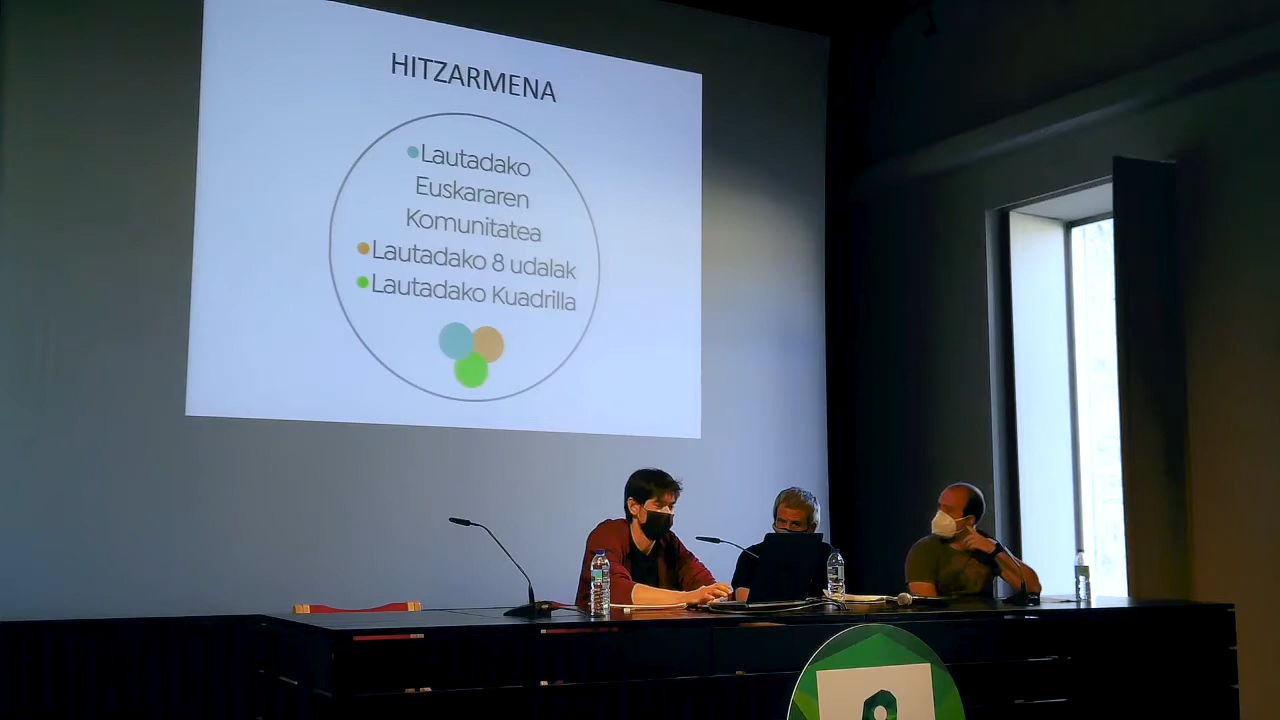 HITZARMENA
Lautadako
Euskararen
Komunitatea
Lautadako 8 udalak
Lautadako Kuadrilla